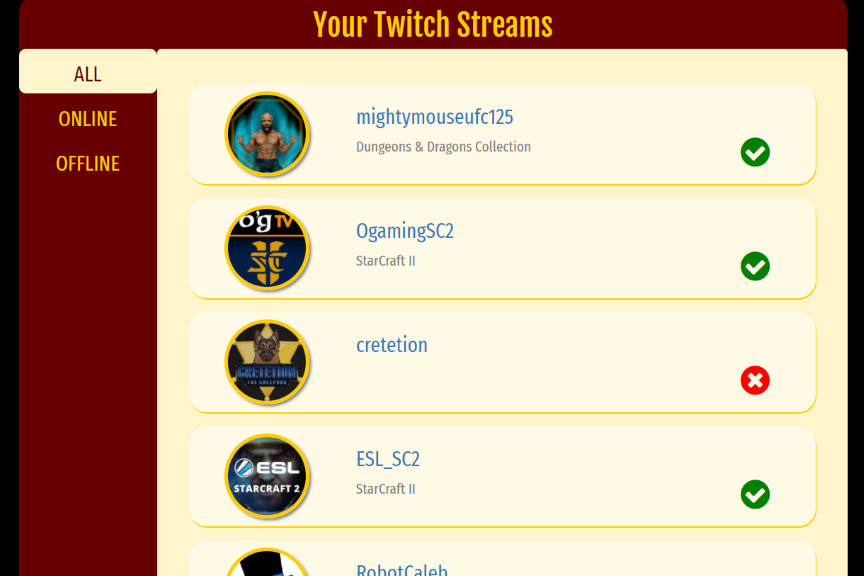 Your Twitch Streams
ALL
ONLINE
OFFLINE
mightymouseufc125
Dungeons & Dragons Collection
O'G TV
SC
OgamingSC2
StarCraft II
CRETETION
cretetion
ESL
STARCRAFT 2
ESL_SC2
StarCraft II
RobotCaleb